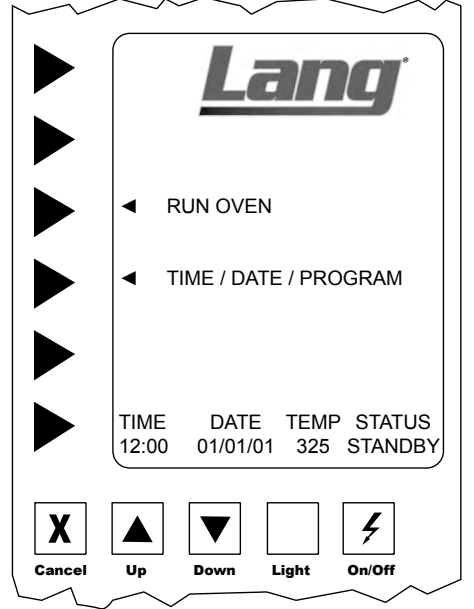 Lang
RUN OVEN
TIME / DATE / PROGRAM
TIME DATE TEMP STATUS
12:00 01/01/01 325 STANDBY
X
Cancel Up Down Light On/Off